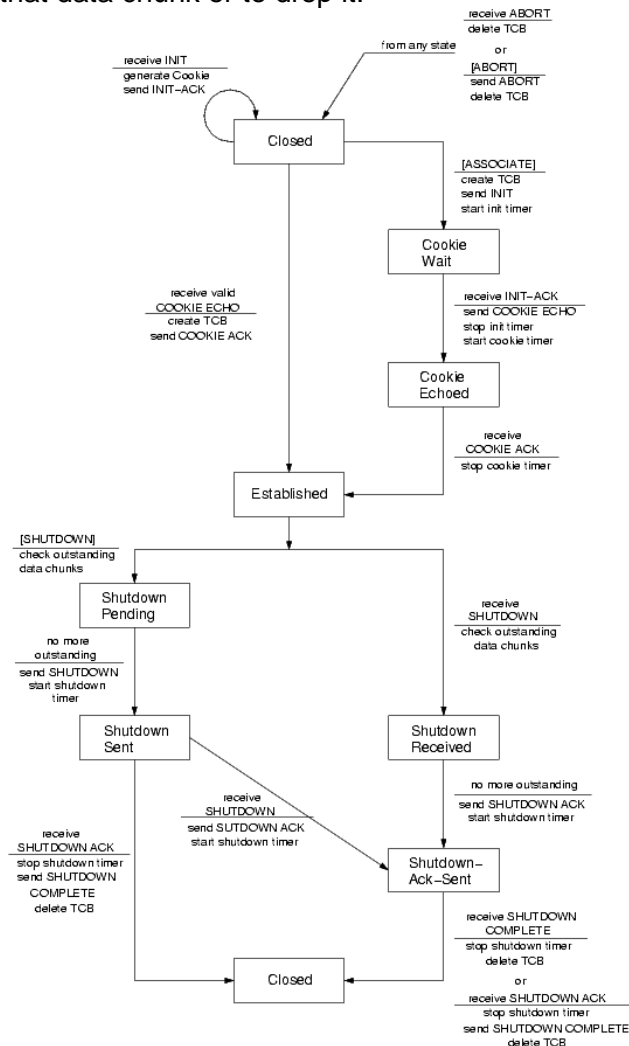 that data chunk or to drop it.
receive ABORT
delete TCB
from any state
or
[ABORT]
send ABORT
delete TCB
receive INIT
generate Cookie
send INIT-ACK
Closed
[ASSOCIATE]
create TCB
send INIT
start init timer
Cookie
Wait
receive valid
COOKIE ECHO
create TCB
send COOKIE ACK
receive INIT-ACK
send COOKIE ECHO
stop init timer
start cookie timer
Cookie
Echoed
receive
COOKIE ACK
stop cookie timer
Established
[SHUTDOWN]
check outstanding
data chunks
Shutdown
Pending
receive
SHUTDOWN
check outstanding
data chunks
no more
outstanding
send SHUTDOWN
start shutdown
timer
Shutdown
Sent
Shutdown
Received
receive
SHUTDOWN
send SUTDOWN ACK
start shutdown timer
no more outstanding
send SHUTDOWN ACK
start shutdown timer
receive
SHUTDOWN ACK
stop shutdown timer
send SHUTDOWN
COMPLETE
delete TCB
Shutdown-
Ack-Sent
receive SHUTDOWN
COMPLETE
stop shutdown timer
delete TCB
or
receive SHUTDOWN ACK
stop shutdown timer
send SHUTDOWN COMPLETE
delete TCB
Closed